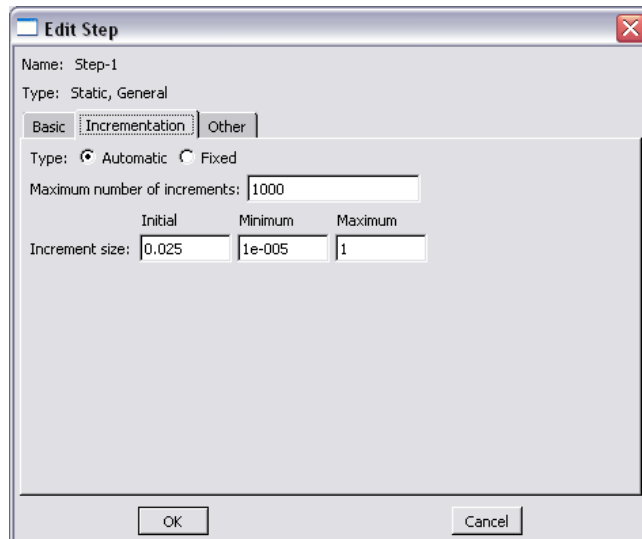 Edit Step
Name: Step-1
Type: Static, General
Basic Incrementation Other
Type: Automatic Fixed
Maximum number of increments: 1000
Initial Minimum Maximum
Increment size: 0.025 1e-005 1
OK Cancel